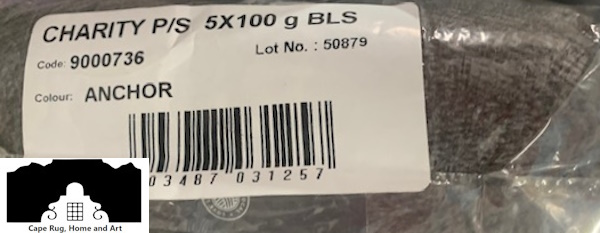 CHARITY P/S 5X100 g BLS
Code: 9000736
Lot No. : 50879
Colour: ANCHOR
03487 031257
Cape Rug, Home and Art